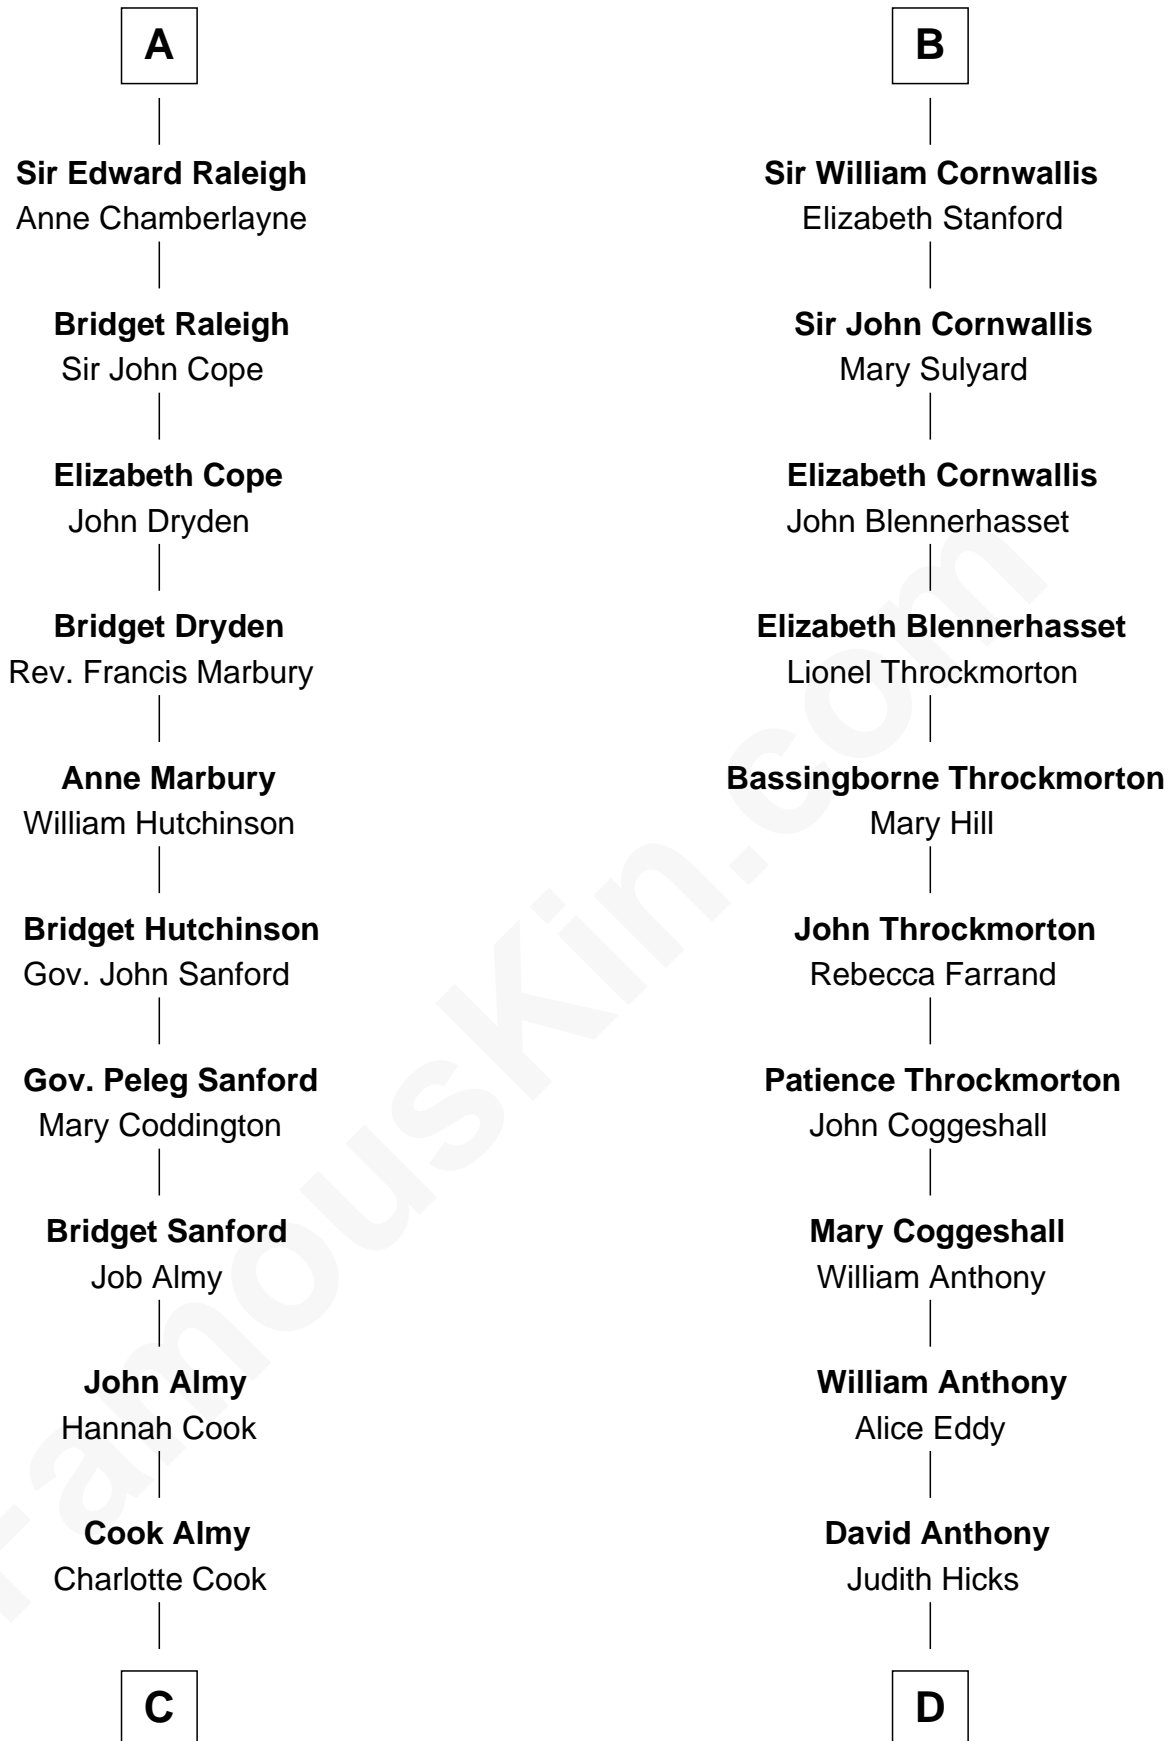 A
Sir Edward Raleigh
Anne Chamberlayne
Bridget Raleigh
Sir John Cope
Elizabeth Cope
John Dryden
Bridget Dryden
Rev. Francis Marbury
Anne Marbury
William Hutchinson
Bridget Hutchinson
Gov. John Sanford
Gov. Peleg Sanford
Mary Coddington
Bridget Sanford
Job Almy
John Almy
Hannah Cook
Cook Almy
Charlotte Cook
C
B
Sir William Cornwallis
Elizabeth Stanford
Sir John Cornwallis
Mary Sulyard
Elizabeth Cornwallis
John Blennerhasset
Elizabeth Blennerhasset
Lionel Throckmorton
Bassingborne Throckmorton
Mary Hill
John Throckmorton
Rebecca Farrand
Patience Throckmorton
John Coggeshall
Mary Coggeshall
William Anthony
William Anthony
Alice Eddy
David Anthony
Judith Hicks
D
FamousKin.com